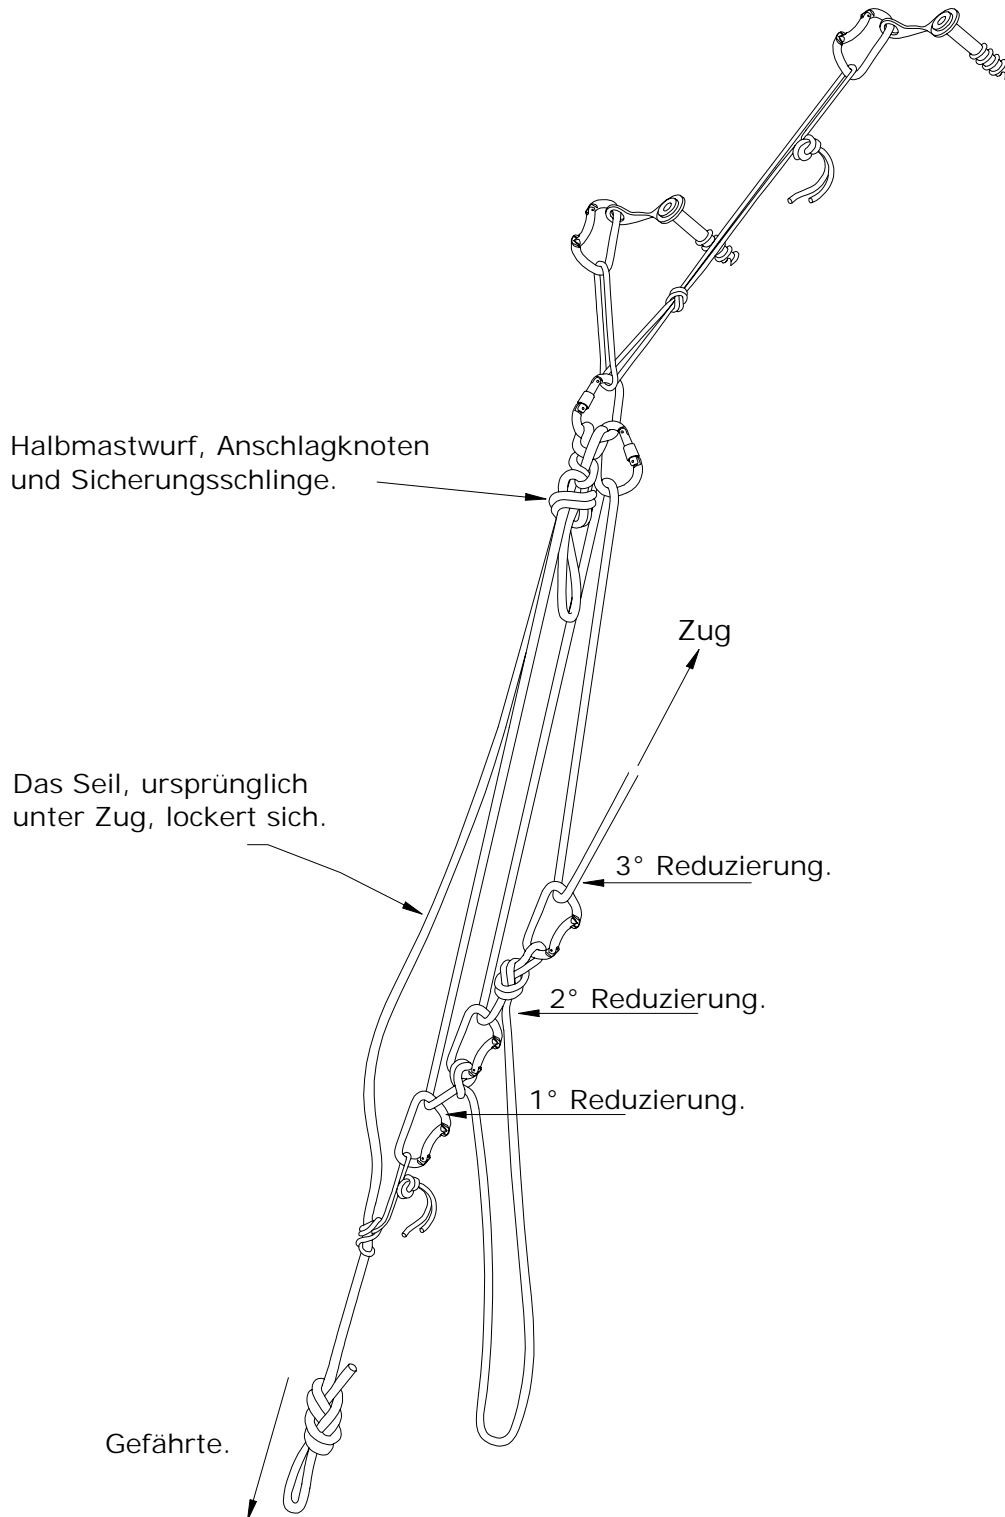 Halbmastwurf, Anschlagknoten
und Sicherungsschlinge.
Zug
Das Seil, ursprünglich
unter Zug, lockert sich.
3° Reduzierung.
2° Reduzierung.
1° Reduzierung.
Gefährte.